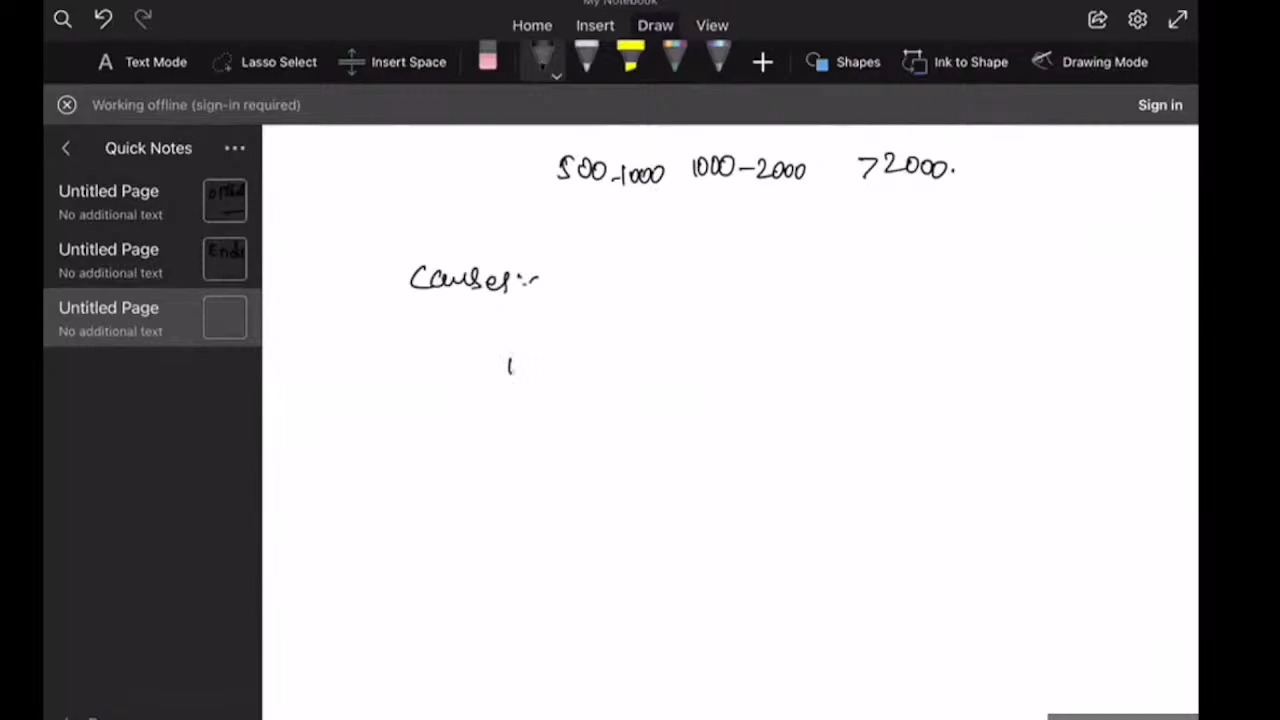 My Notebook
Home Insert Draw View
Text Mode Lasso Select Insert Space Shapes Ink to Shape Drawing Mode
Working offline (sign-in required) Sign in
Quick Notes
Untitled Page
No additional text
Untitled Page
No additional text
Untitled Page
No additional text
500-1000 1000-2000 >2000.
Causes:-